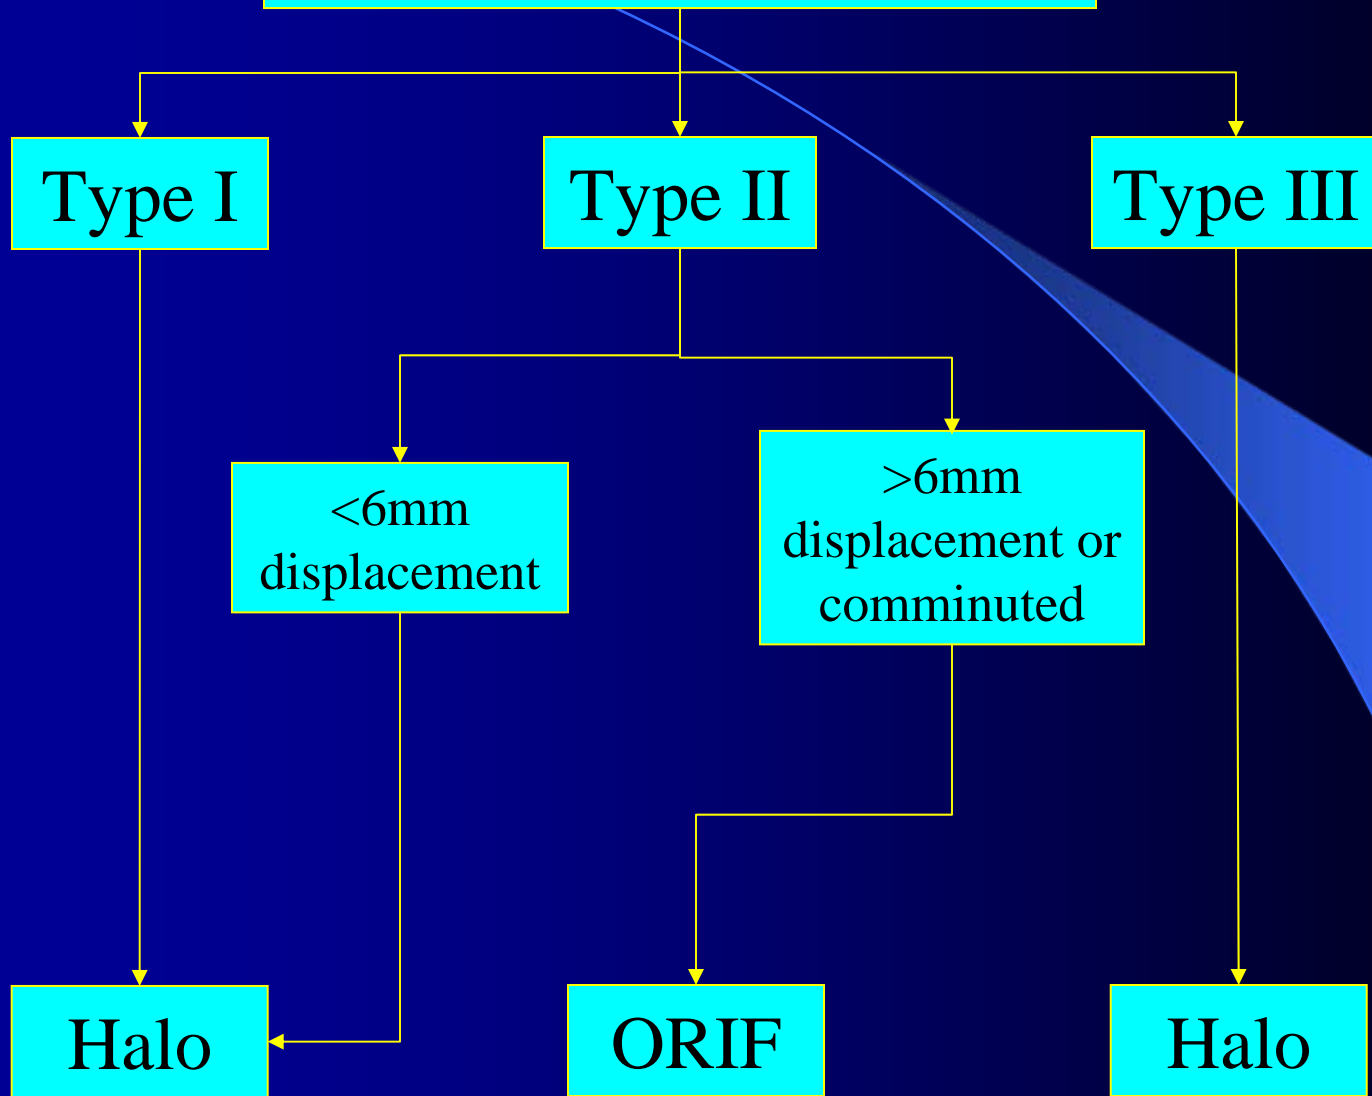 Type I
Type II
Type III
<6mm
displacement
>6mm
displacement or
comminuted
Halo
ORIF
Halo